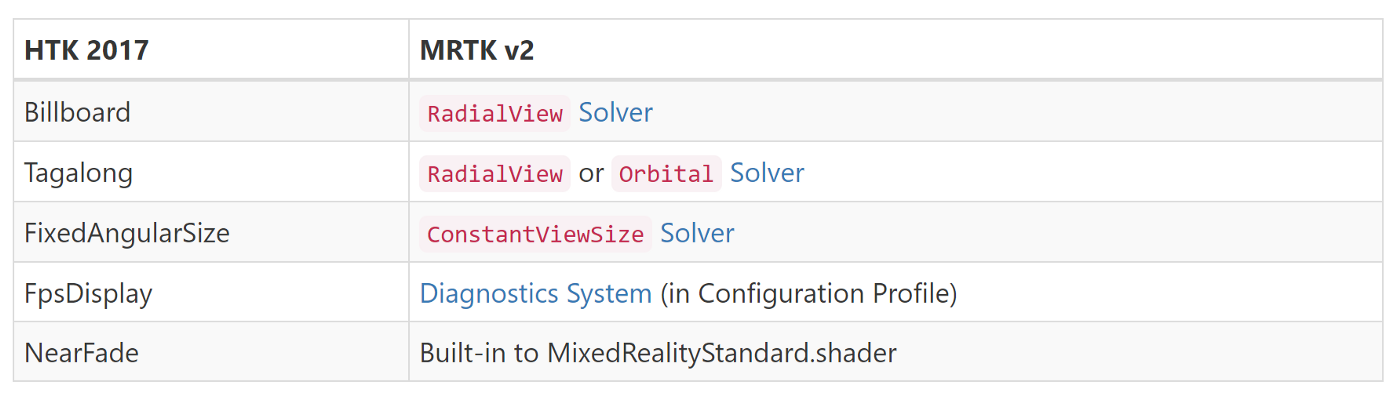 HTK 2017 MRTK v2
Billboard RadialView Solver
Tagalong RadialView or Orbital Solver
FixedAngularSize ConstantViewSize Solver
FpsDisplay Diagnostics System (in Configuration Profile)
NearFade Built-in to MixedRealityStandard.shader